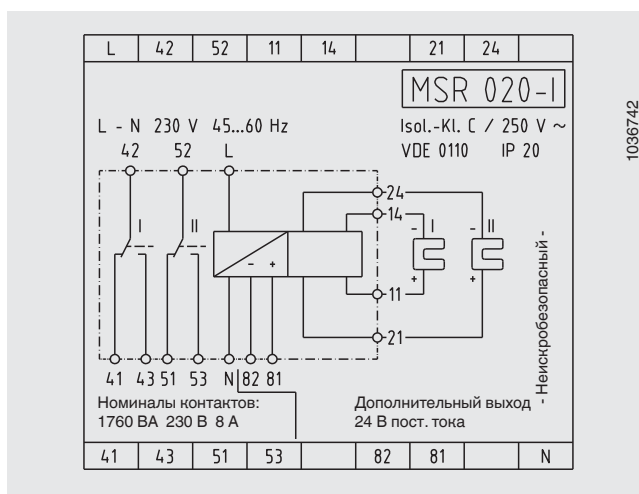 L 42 52 11 14 21 24
MSR 020-I
L - N 230 V 45...60 Hz
Isol.-Kl. C / 250 V ~
VDE 0110 IP 20
42 52 L
24
14
I II
- I - II
- +
+ +
11
21
41 43 51 53 N 82 81
Номиналы контактов:
1760 ВА 230 В 8 А
Дополнительный выход
24 В пост. тока
- Неискробезопасный -
41 43 51 53 82 81 N
1036742